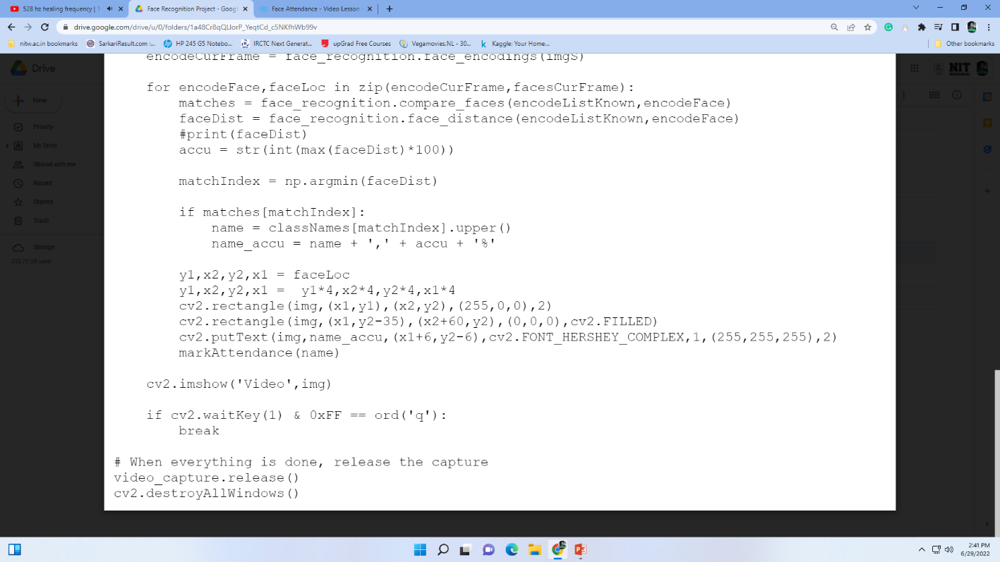 528 hz healing frequency | 1
Face Recognition Project - Goog
Face Attendance - Video Lesson
drive.google.com/drive/u/0/folders/1a48Cr8qQLlorP_YeqtCd_c5NKfhWb99v
nitw.ac.in bookmarks
SarkariResult.com :...
HP 245 G5 Notebo...
IRCTC Next Generat...
upGrad Free Courses
Vegamovies.NL - 30...
Kaggle: Your Home...
Other bookmarks
Drive
NIT
New
Priority
My Drive
Shared with me
Recent
Starred
Trash
Storage
333.72 GB used
encodeCurFrame = face_recognition.face_encodings(imgS)
for encodeFace,faceLoc in zip(encodeCurFrame,facesCurFrame):
matches = face_recognition.compare_faces(encodeListKnown,encodeFace)
faceDist = face_recognition.face_distance(encodeListKnown,encodeFace)
#print(faceDist)
accu = str(int(max(faceDist)*100))
matchIndex = np.argmin(faceDist)
if matches[matchIndex]:
name = classNames[matchIndex].upper()
name_accu = name + ',' + accu + '%'
y1,x2,y2,x1 = faceLoc
y1,x2,y2,x1 =  y1*4,x2*4,y2*4,x1*4
cv2.rectangle(img,(x1,y1),(x2,y2),(255,0,0),2)
cv2.rectangle(img,(x1,y2-35),(x2+60,y2),(0,0,0),cv2.FILLED)
cv2.putText(img,name_accu,(x1+6,y2-6),cv2.FONT_HERSHEY_COMPLEX,1,(255,255,255),2)
markAttendance(name)
cv2.imshow('Video',img)
if cv2.waitKey(1) & 0xFF == ord('q'):
break
# When everything is done, release the capture
video_capture.release()
cv2.destroyAllWindows()
2:41 PM
6/29/2022